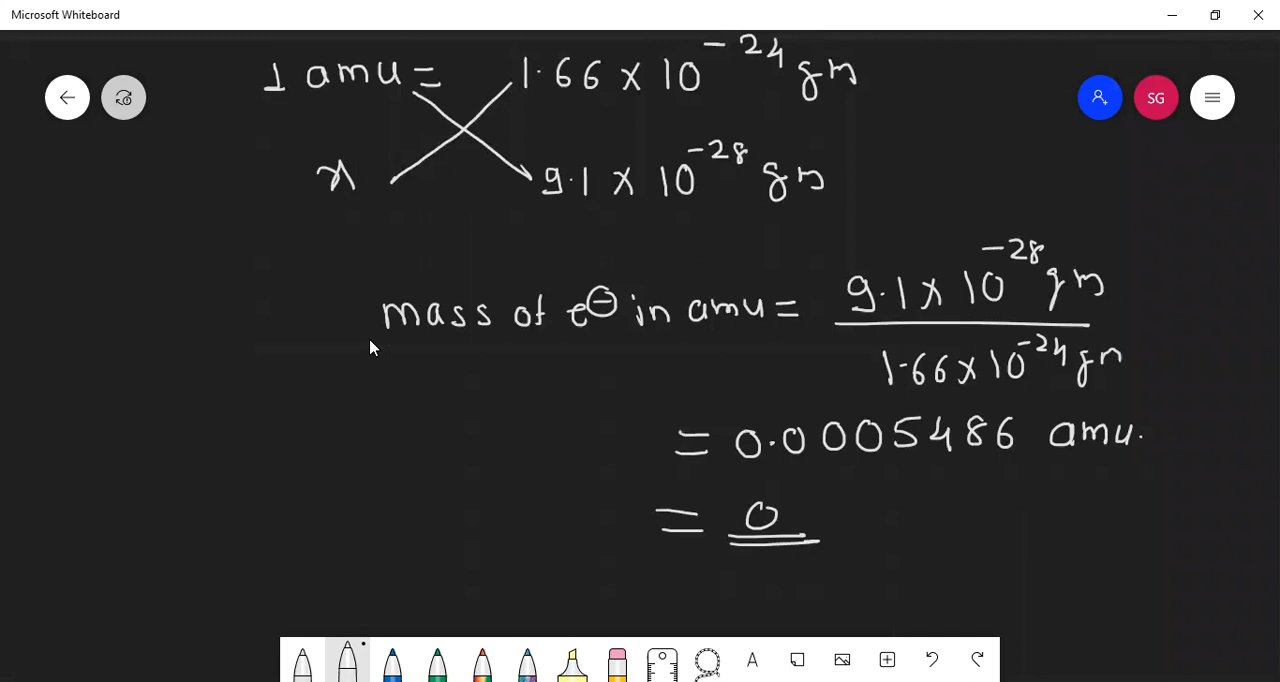 Microsoft Whiteboard
1 amu = 1.66 x 10^-24 gm
SG
x 9.1 x 10^-28 gm
mass of e⊖ in amu = 9.1 x 10^-28 gm
1.66 x 10^-24 gm
= 0.0005486 amu.
= 0
A